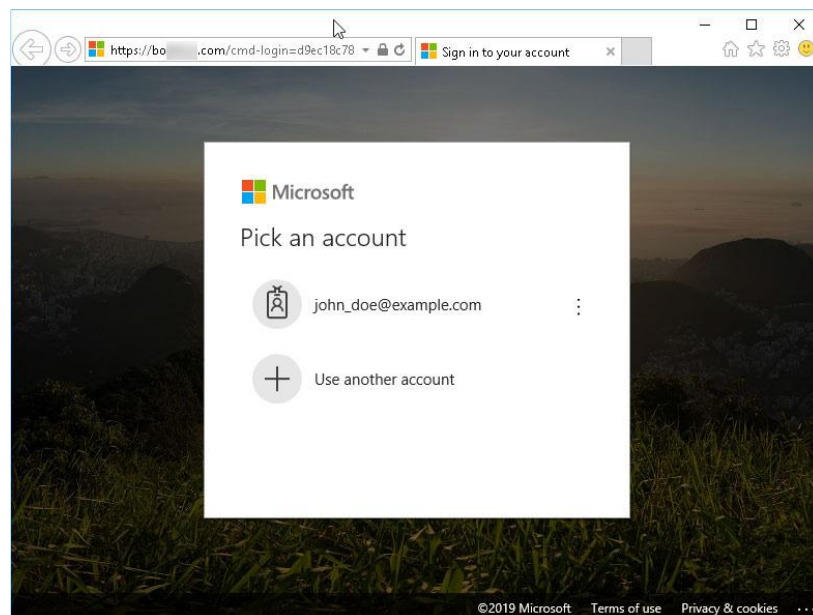 https://bo .com/cmd-login=d9ec18c78
Sign in to your account
Microsoft
Pick an account
john_doe@example.com
Use another account
©2019 Microsoft Terms of use Privacy & cookies ...